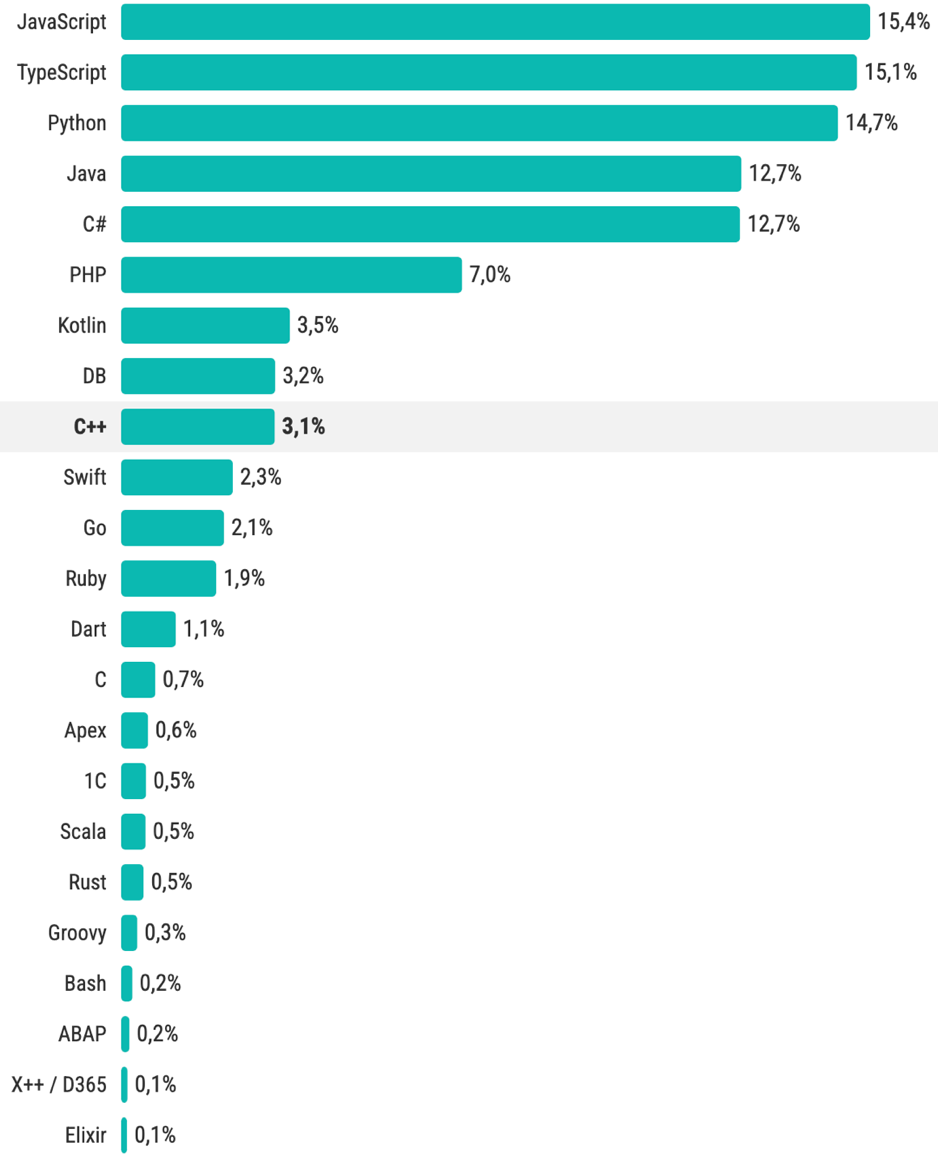 JavaScript 15,4%
TypeScript 15,1%
Python 14,7%
Java 12,7%
C# 12,7%
PHP 7,0%
Kotlin 3,5%
DB 3,2%
C++ 3,1%
Swift 2,3%
Go 2,1%
Ruby 1,9%
Dart 1,1%
C 0,7%
Apex 0,6%
1C 0,5%
Scala 0,5%
Rust 0,5%
Groovy 0,3%
Bash 0,2%
ABAP 0,2%
X++ / D365 0,1%
Elixir 0,1%